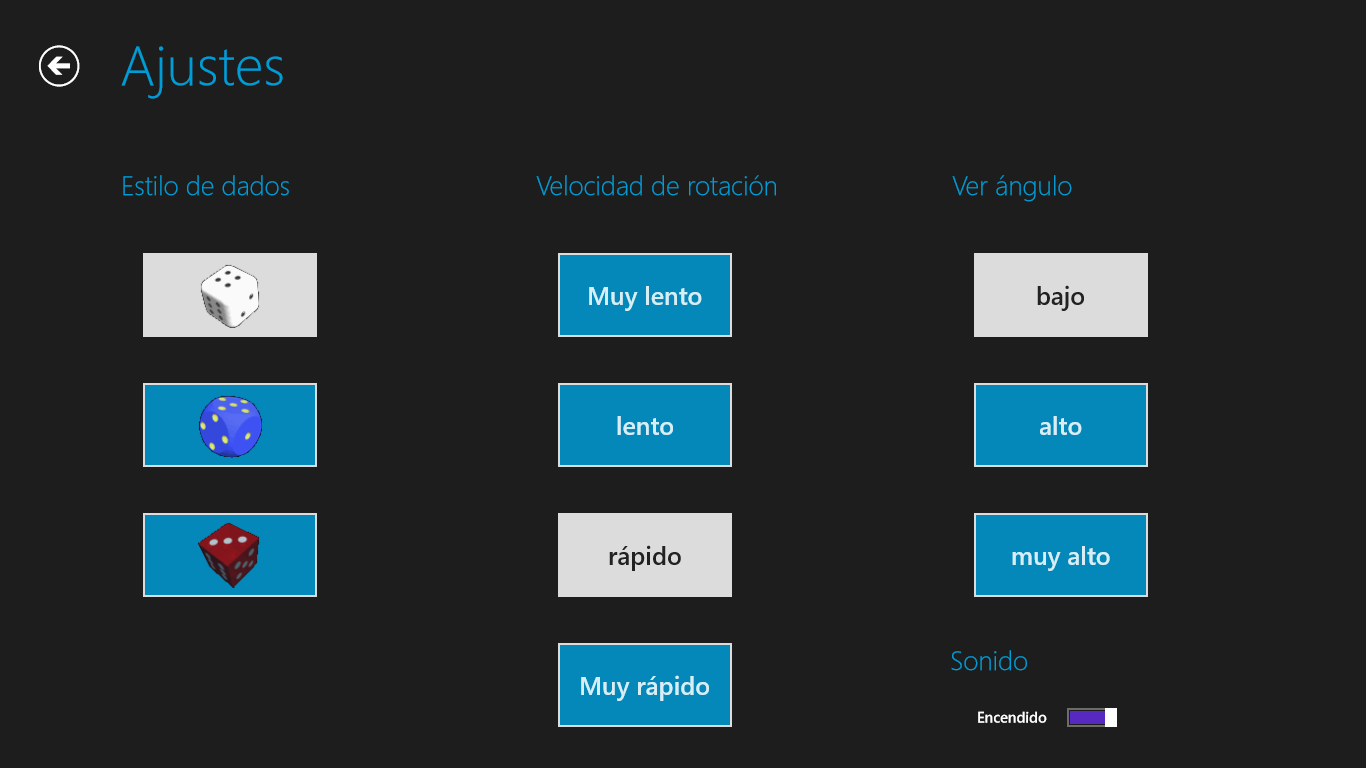 Ajustes
Estilo de dados
Velocidad de rotación
Muy lento
lento
rápido
Muy rápido
Ver ángulo
bajo
alto
muy alto
Sonido
Encendido